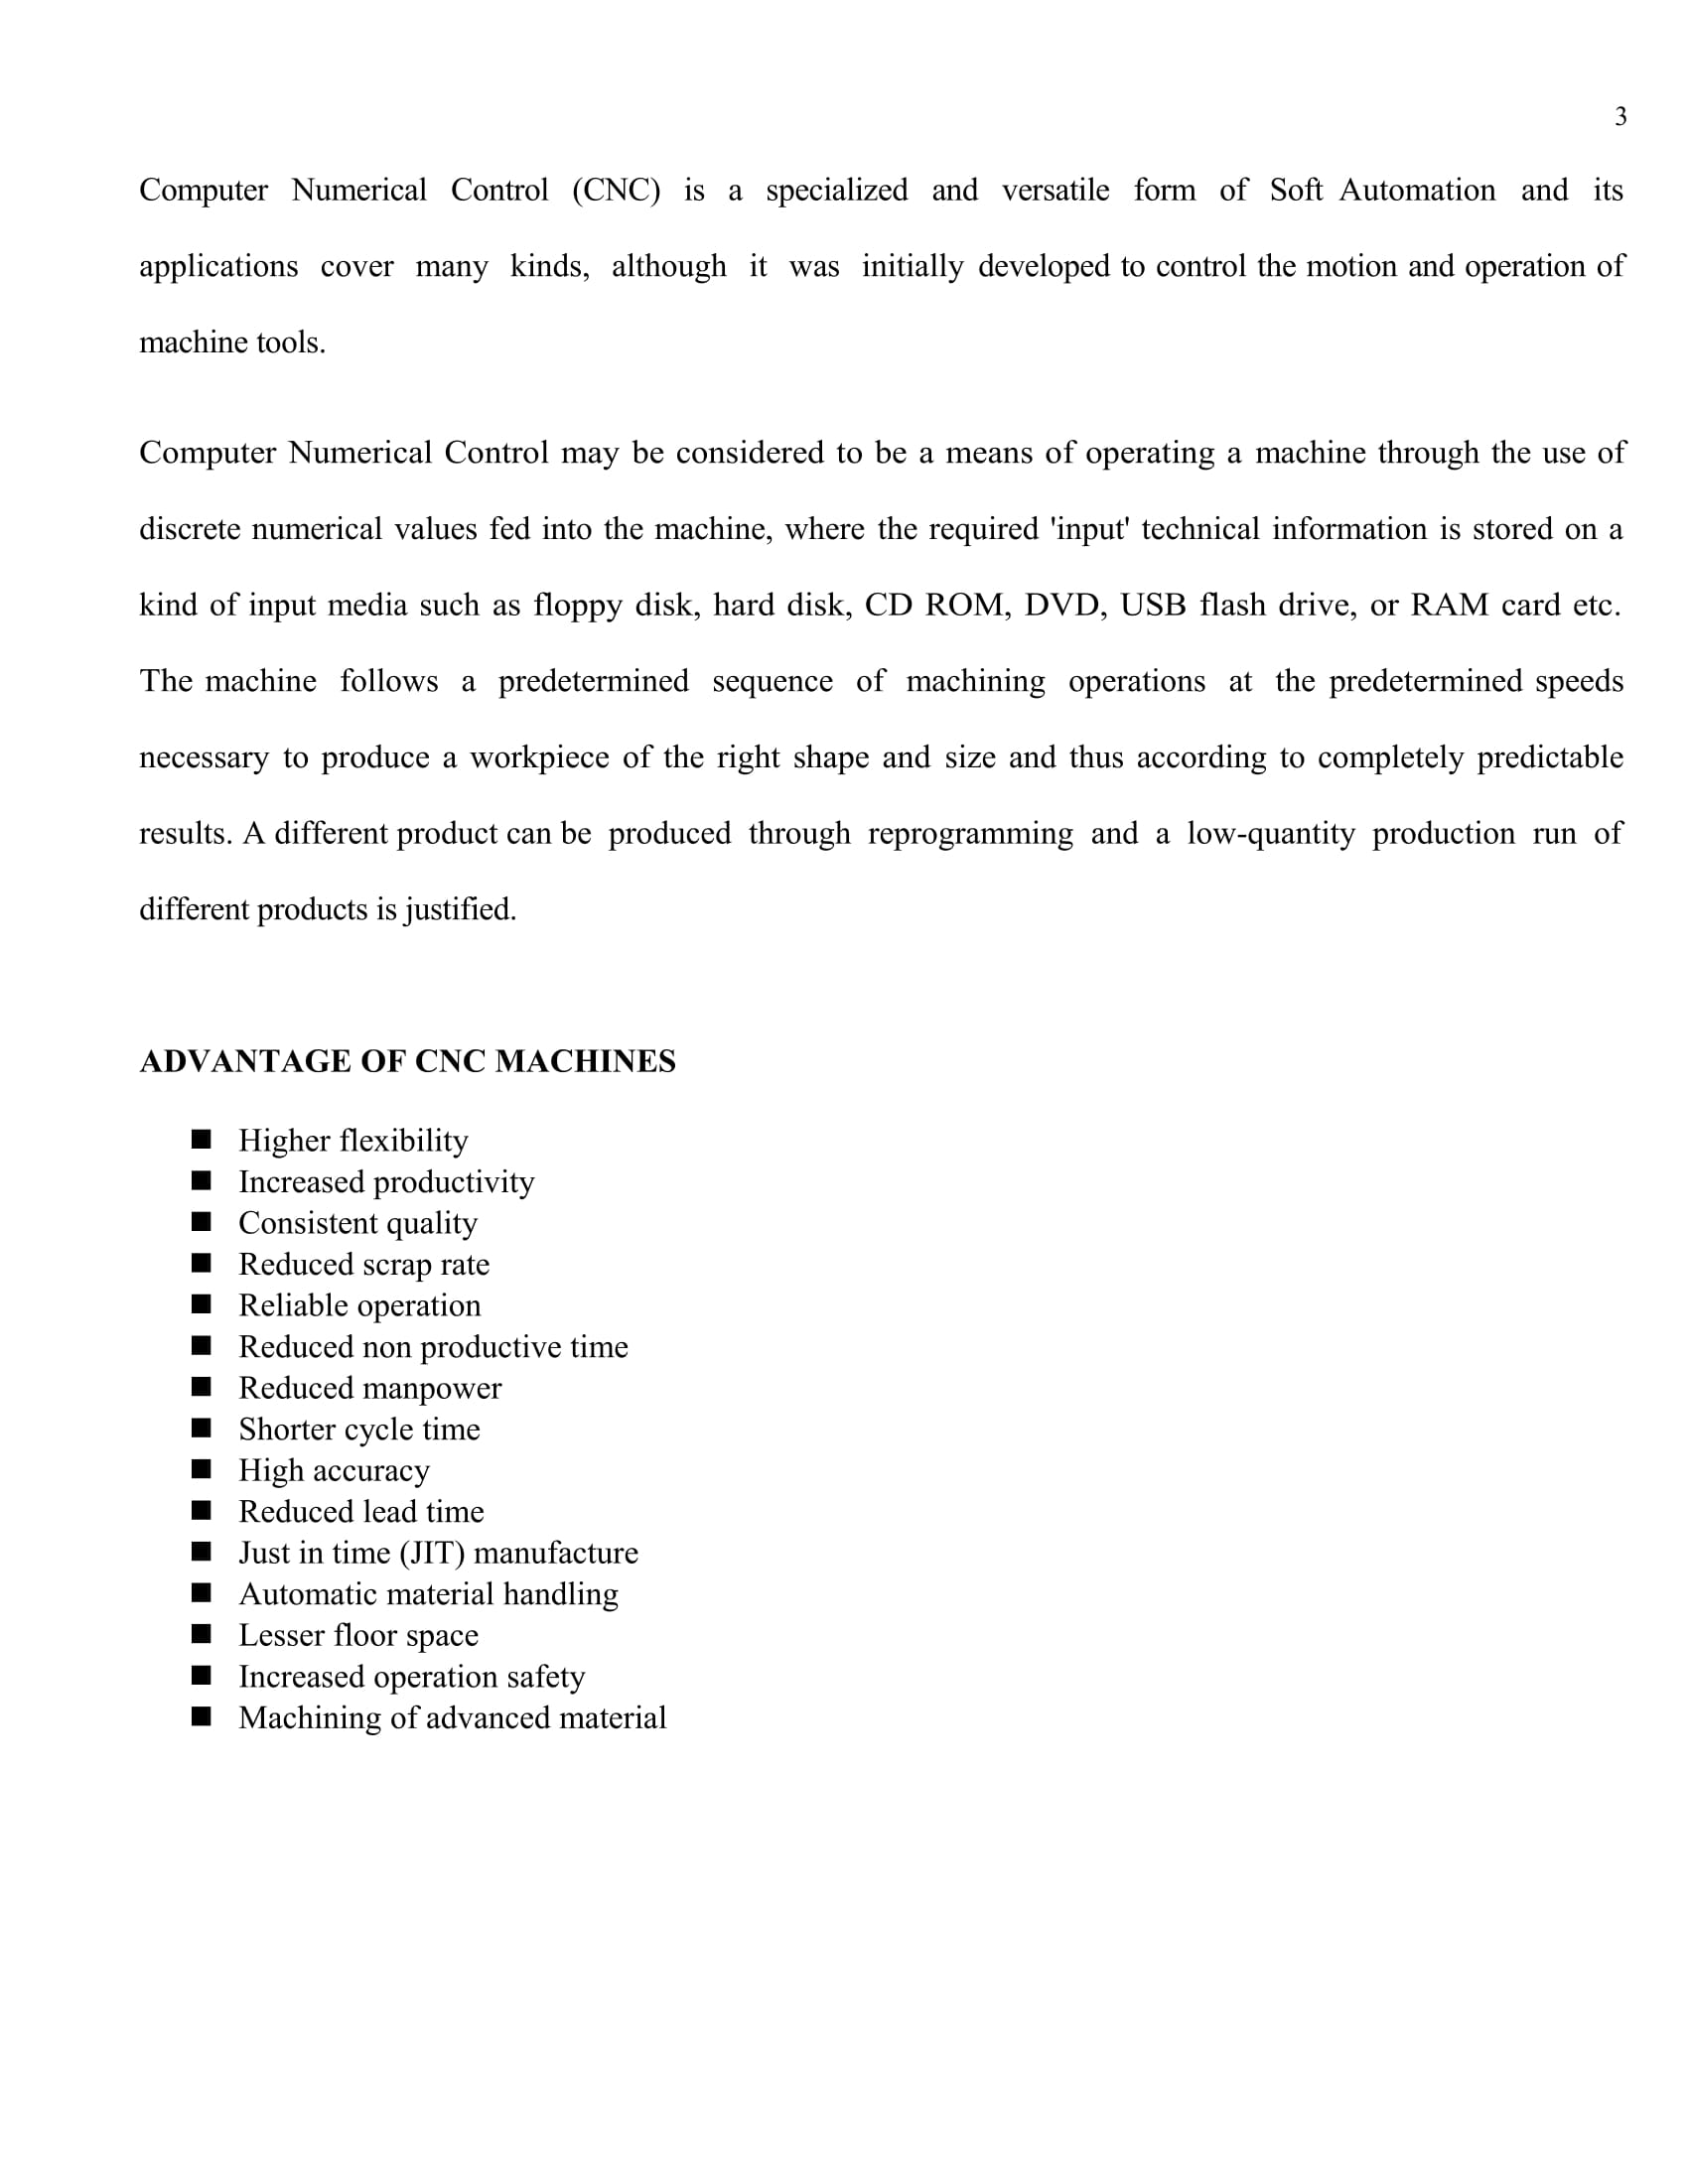 3
Computer Numerical Control (CNC) is a specialized and versatile form of Soft Automation and its
applications cover many kinds, although it was initially developed to control the motion and operation of
machine tools.
Computer Numerical Control may be considered to be a means of operating a machine through the use of
discrete numerical values fed into the machine, where the required 'input' technical information is stored on a
kind of input media such as floppy disk, hard disk, CD ROM, DVD, USB flash drive, or RAM card etc.
The machine follows a predetermined sequence of machining operations at the predetermined speeds
necessary to produce a workpiece of the right shape and size and thus according to completely predictable
results. A different product can be produced through reprogramming and a low-quantity production run of
different products is justified.
ADVANTAGE OF CNC MACHINES
■ Higher flexibility
■ Increased productivity
■ Consistent quality
■ Reduced scrap rate
■ Reliable operation
■ Reduced non productive time
■ Reduced manpower
■ Shorter cycle time
■ High accuracy
■ Reduced lead time
■ Just in time (JIT) manufacture
■ Automatic material handling
■ Lesser floor space
■ Increased operation safety
■ Machining of advanced material